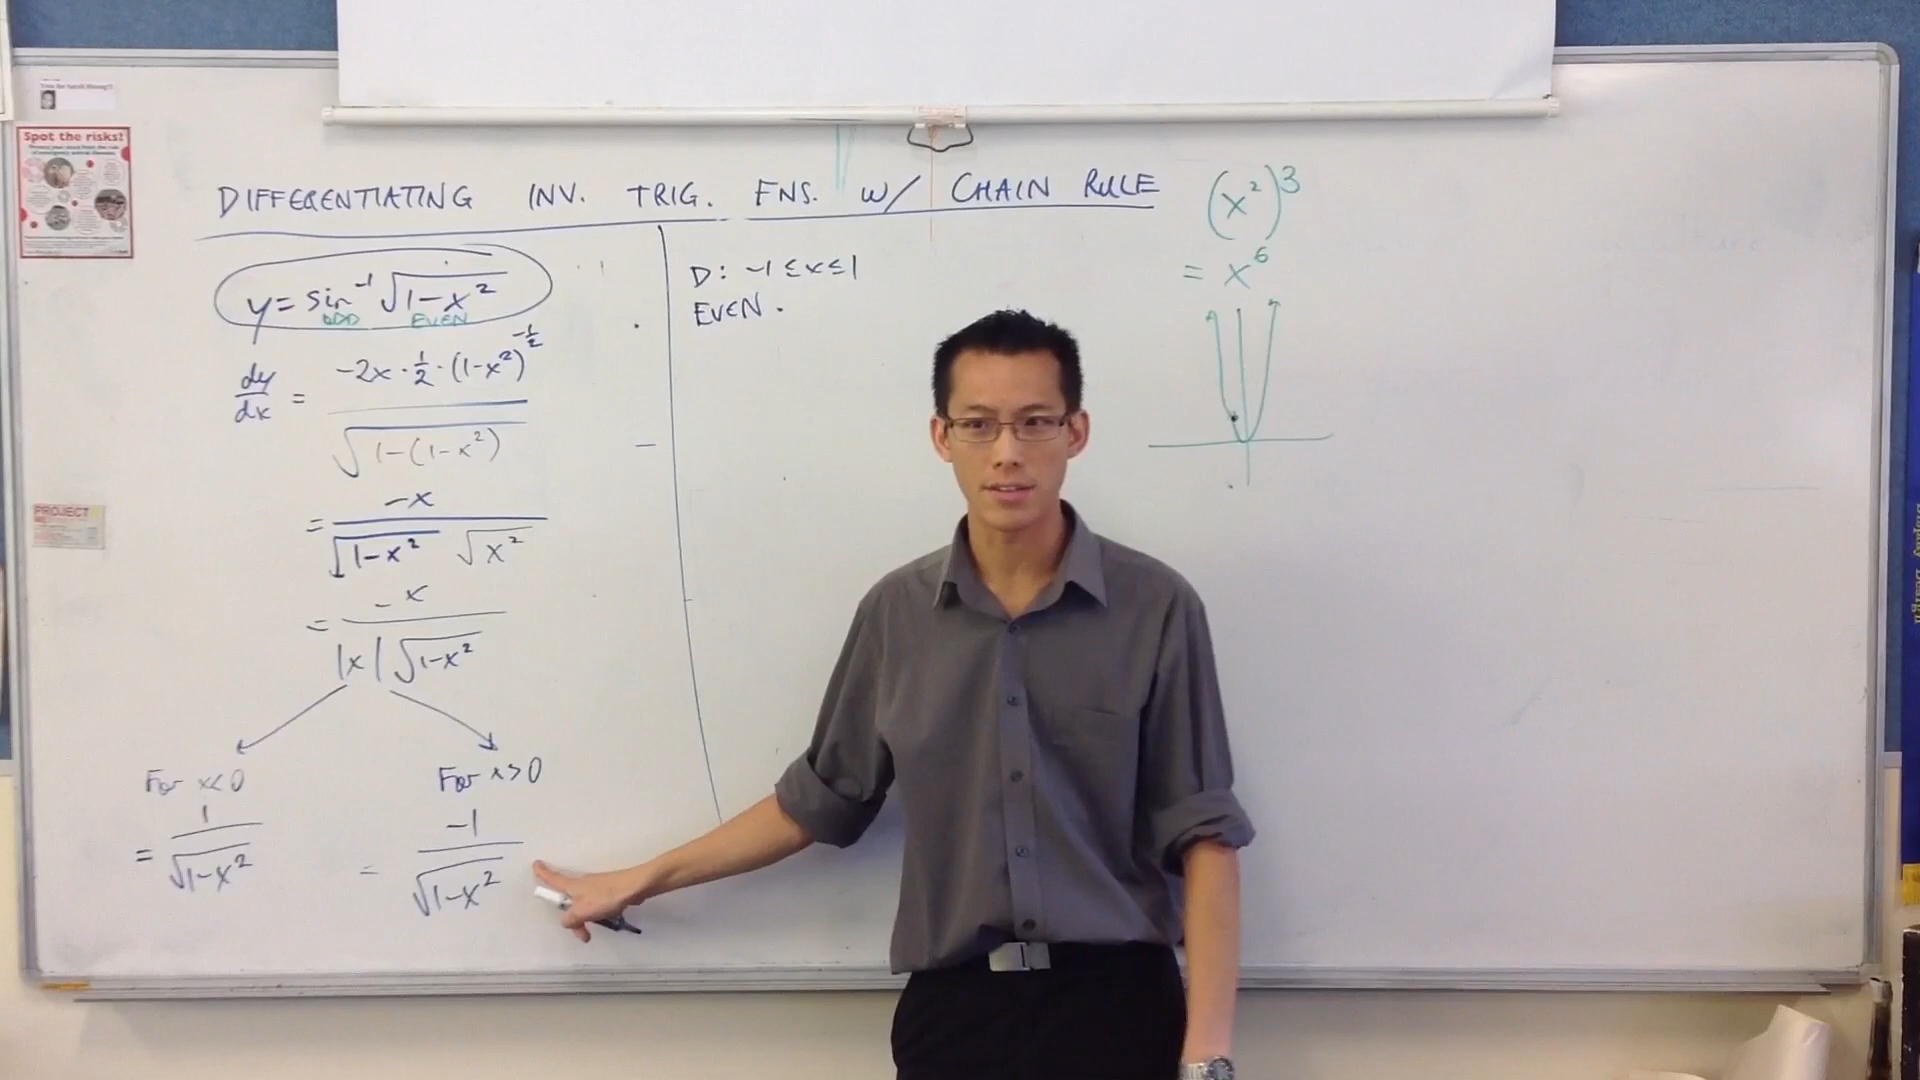 DIFFERENTIATING INV. TRIG. FNS. W/ CHAIN RULE
y = sin⁻¹ √(1-x²)
ODD EVEN
dy/dx = (-2x · ½ · (1-x²)^(-½)) / √(1-(1-x²))
= -x / (√(1-x²) √(x²))
= -x / (|x| √(1-x²))
For x<0
= 1 / √(1-x²)
For x>0
= -1 / √(1-x²)
D: -1 ≤ x ≤ 1
EVEN.
(x²)³
= x⁶
Spot the risks?
PROJECT